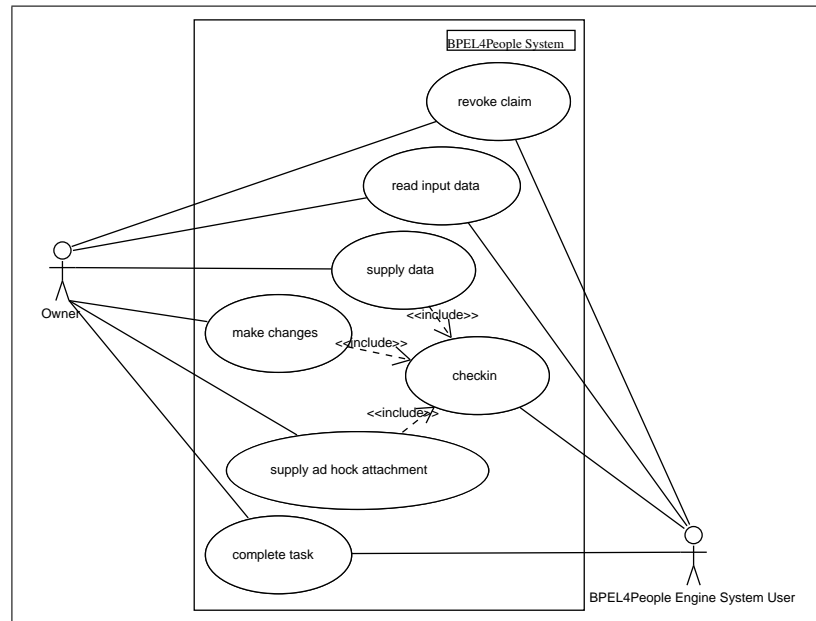 BPEL4People System
revoke claim
read input data
supply data
<<include>>
Owner
make changes
<<include>>
checkin
<<include>>
supply ad hock attachment
complete task
BPEL4People Engine System User